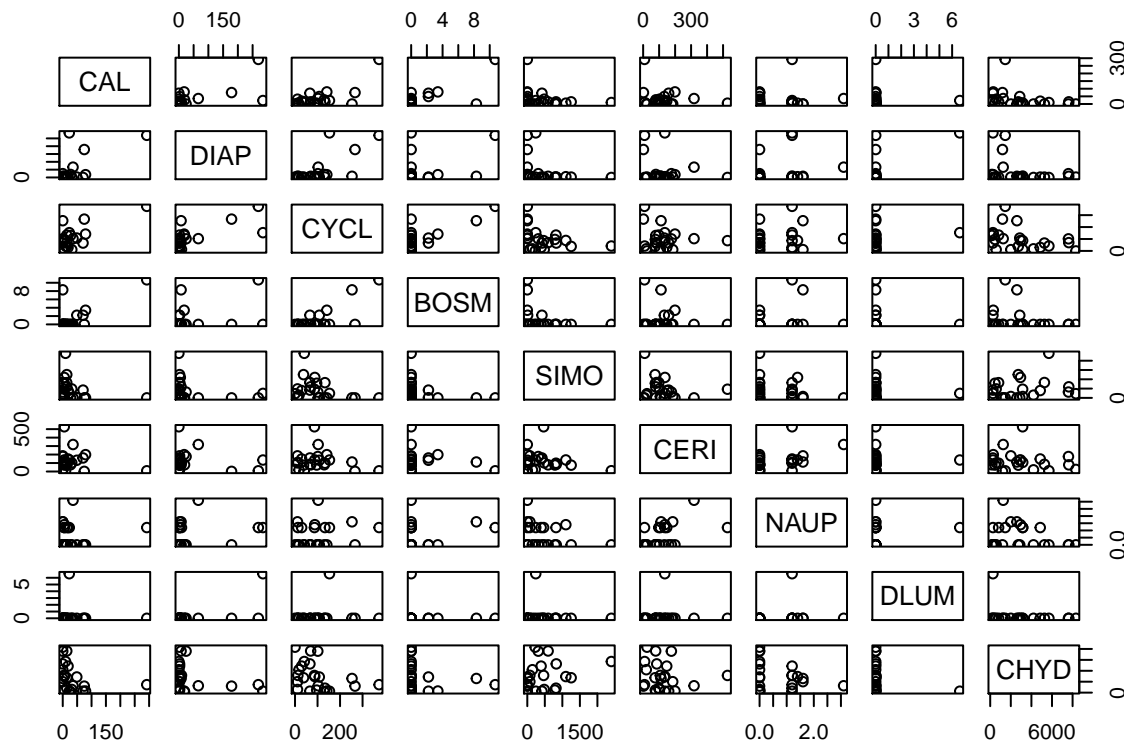 0 150 0 4 8 0 300 0 3 6
CAL 0 300
0 DIAP
CYCL 0
0 8 BOSM
SIMO 0
0 500 CERI
NAUP 0.0
0 5 DLUM
CHYD 0
0 150 0 200 0 1500 0.0 2.0 0 6000